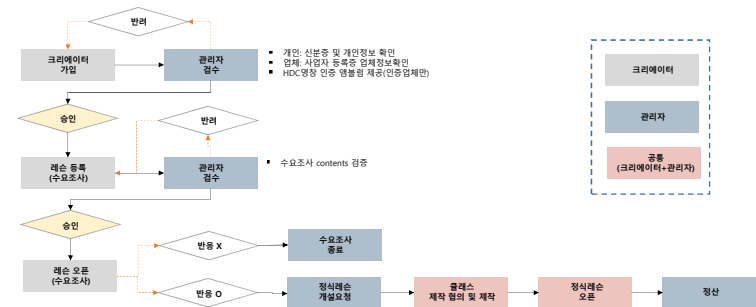 반려
크리에이터
가입
관리자
검수
▪ 개인: 신분증 및 개인정보 확인
▪ 업체: 사업자 등록증 업체정보확인
▪ HDC영창 인증 앰블럼 제공(인증업체만)
크리에이터
관리자
공통
(크리에이터+관리자)
승인
반려
레슨 등록
(수요조사)
관리자
검수
▪ 수요조사 contents 검증
승인
레슨 오픈
(수요조사)
반응 X
수요조사
종료
반응 O
정식레슨
개설요청
클래스
제작 협의 및 제작
정식레슨
오픈
정산